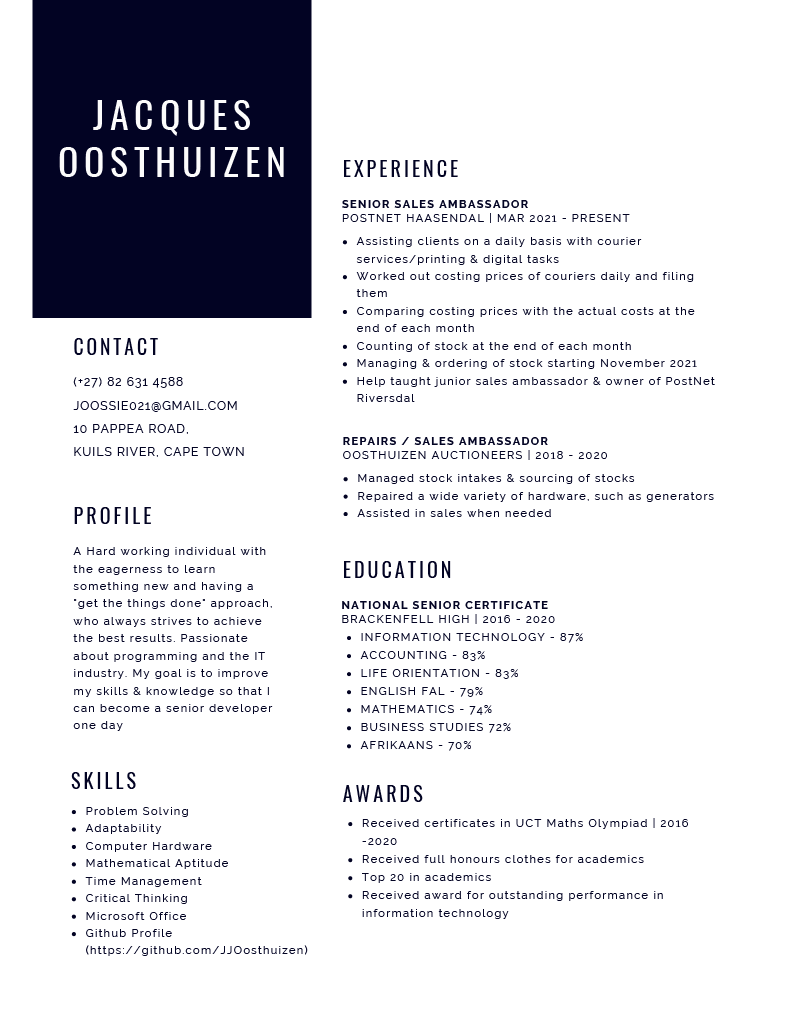 JACQUES
OOSTHUIZEN
CONTACT
(+27) 82 631 4588
JOOSSIE021@GMAIL.COM
10 PAPPEA ROAD,
KUILS RIVER, CAPE TOWN
PROFILE
A Hard working individual with
the eagerness to learn
something new and having a
"get the things done" approach,
who always strives to achieve
the best results. Passionate
about programming and the IT
industry. My goal is to improve
my skills & knowledge so that I
can become a senior developer
one day
SKILLS
• Problem Solving
• Adaptability
• Computer Hardware
• Mathematical Aptitude
• Time Management
• Critical Thinking
• Microsoft Office
• Github Profile
(https://github.com/JJOosthuizen)
EXPERIENCE
SENIOR SALES AMBASSADOR
POSTNET HAASENDAL | MAR 2021 - PRESENT
• Assisting clients on a daily basis with courier
services/printing & digital tasks
• Worked out costing prices of couriers daily and filing
them
• Comparing costing prices with the actual costs at the
end of each month
• Counting of stock at the end of each month
• Managing & ordering of stock starting November 2021
• Help taught junior sales ambassador & owner of PostNet
Riversdal
REPAIRS / SALES AMBASSADOR
OOSTHUIZEN AUCTIONEERS | 2018 - 2020
• Managed stock intakes & sourcing of stocks
• Repaired a wide variety of hardware, such as generators
• Assisted in sales when needed
EDUCATION
NATIONAL SENIOR CERTIFICATE
BRACKENFELL HIGH | 2016 - 2020
• INFORMATION TECHNOLOGY - 87%
• ACCOUNTING - 83%
• LIFE ORIENTATION - 83%
• ENGLISH FAL - 79%
• MATHEMATICS - 74%
• BUSINESS STUDIES 72%
• AFRIKAANS - 70%
AWARDS
• Received certificates in UCT Maths Olympiad | 2016
-2020
• Received full honours clothes for academics
• Top 20 in academics
• Received award for outstanding performance in
information technology